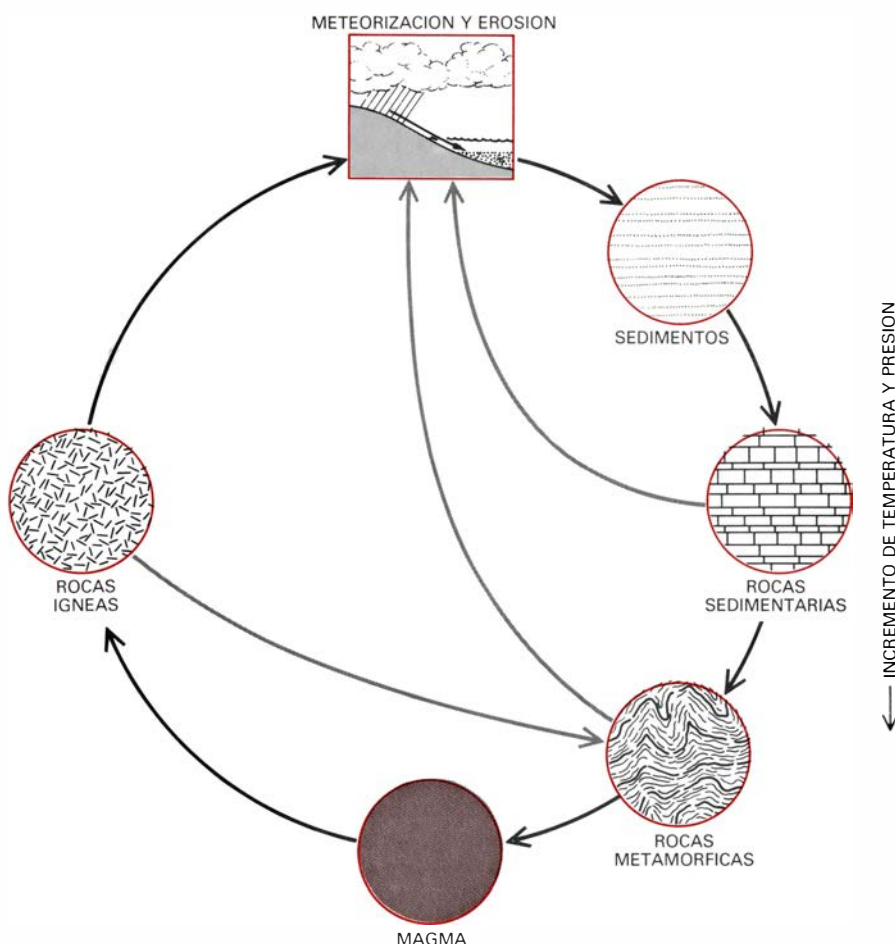 METEORIZACION Y EROSION
SEDIMENTOS
ROCAS
SEDIMENTARIAS
ROCAS
METAMORFICAS
MAGMA
ROCAS
IGNEAS
INCREMENTO DE TEMPERATURA Y PRESION